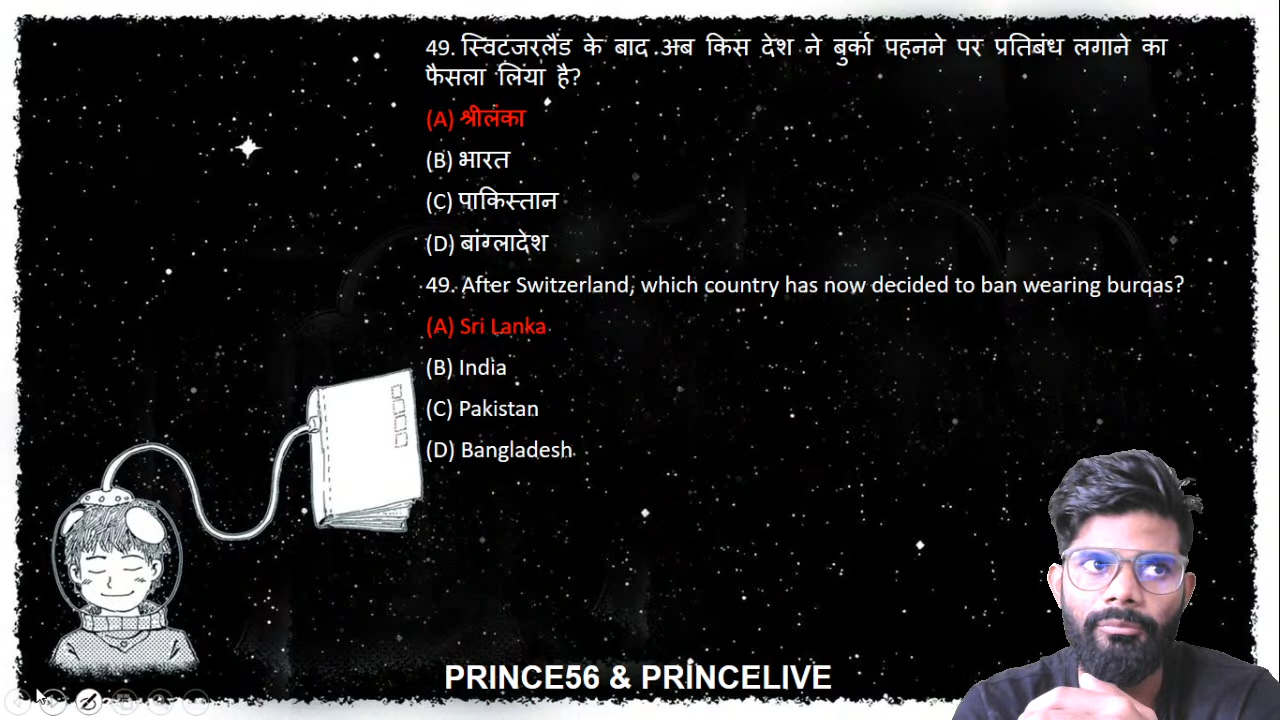 49. स्विटजरलैंड के बाद अब किस देश ने बुर्का पहनने पर प्रतिबंध लगाने का
फैसला लिया है?
(A) श्रीलंका
(B) भारत
(C) पाकिस्तान
(D) बांग्लादेश
49. After Switzerland, which country has now decided to ban wearing burqas?
(A) Sri Lanka
(B) India
(C) Pakistan
(D) Bangladesh
PRINCE56 & PRINCELIVE